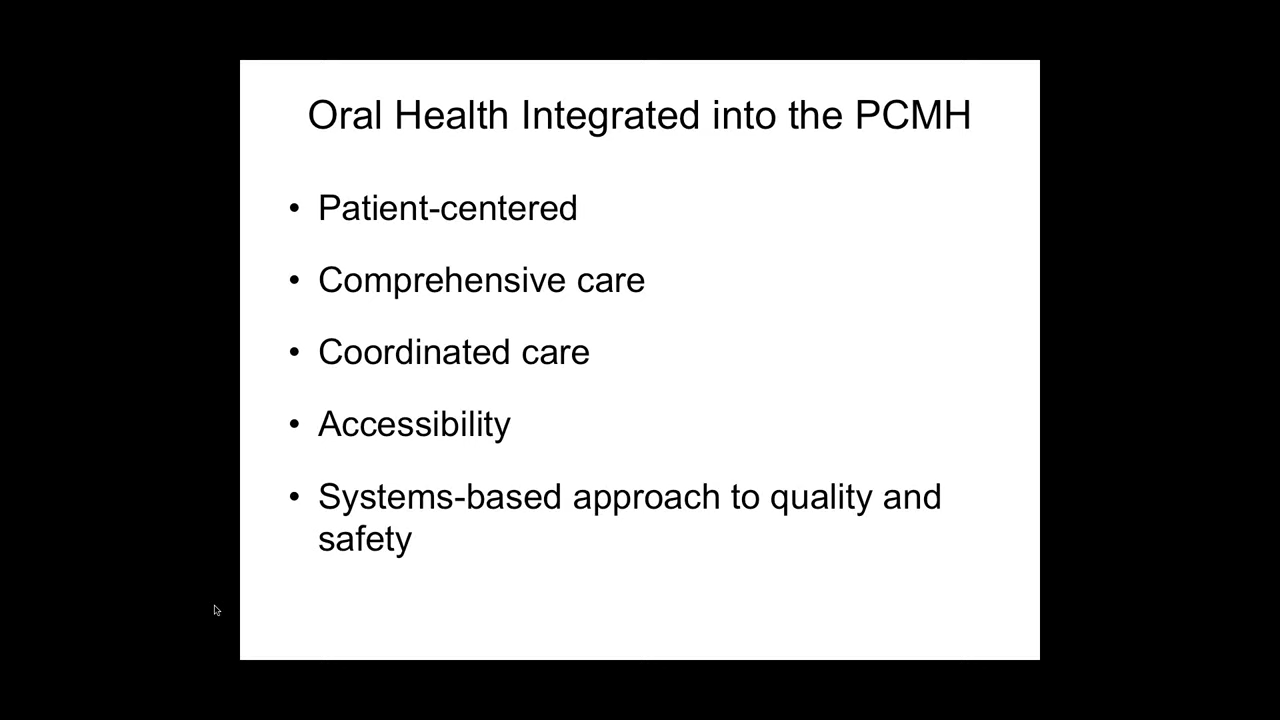 Oral Health Integrated into the PCMH
• Patient-centered
• Comprehensive care
• Coordinated care
• Accessibility
• Systems-based approach to quality and
safety